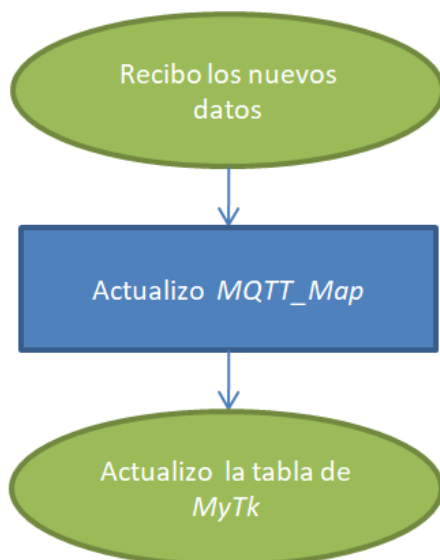 Recibo los nuevos
datos
Actualizo MQTT_Map
Actualizo la tabla de
MyTk